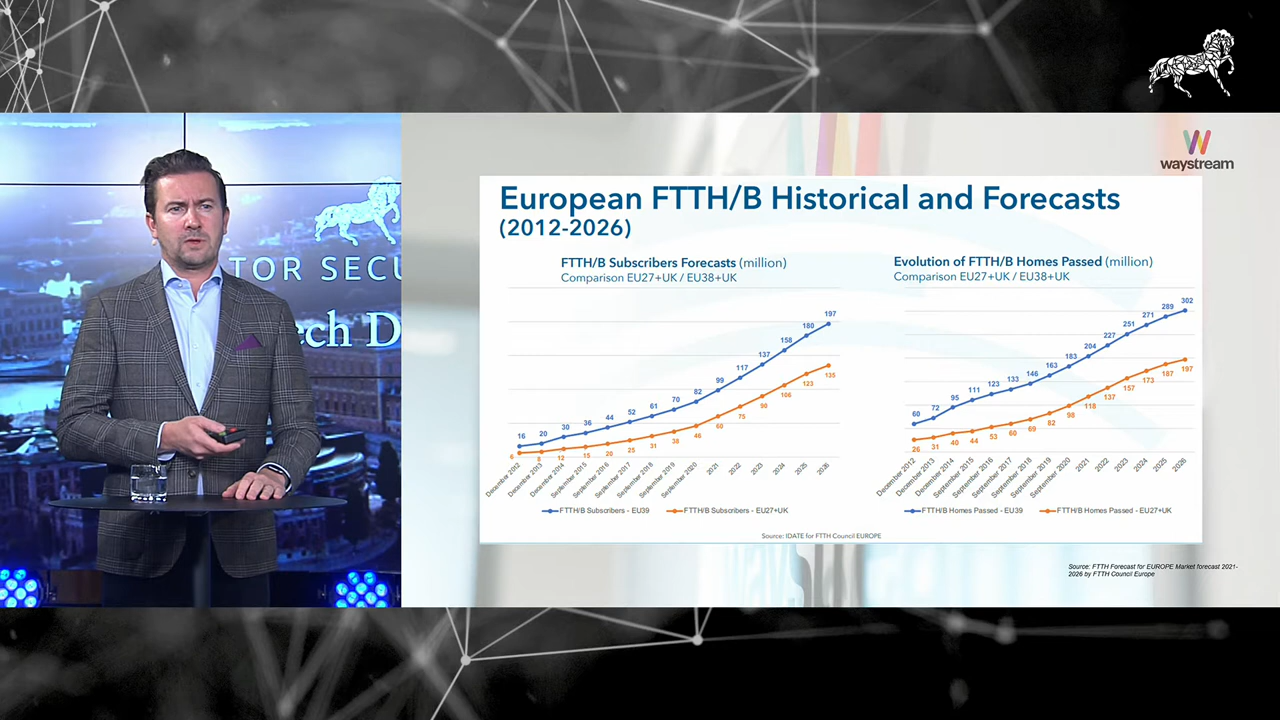 waystream
TOR SECU
ech D
European FTTH/B Historical and Forecasts
(2012-2026)
FTTH/B Subscribers Forecasts (million)
Comparison EU27+UK / EU38+UK
16 20 30 36 44 52 61 70 82 99 117 137 158 180 197
6 8 12 15 20 25 31 38 46 60 75 90 106 123 135
December 2012 December 2013 December 2014 September 2015 September 2016 September 2017 September 2018 September 2019 September 2020 2021 2022 2023 2024 2025 2026
FTTH/B Subscribers - EU39 FTTH/B Subscribers - EU27+UK
Evolution of FTTH/B Homes Passed (million)
Comparison EU27+UK / EU38+UK
60 72 95 111 123 133 146 163 183 204 227 251 271 289 302
26 31 40 44 53 60 69 82 98 118 137 157 173 187 197
December 2012 December 2013 December 2014 September 2015 September 2016 September 2017 September 2018 September 2019 September 2020 2021 2022 2023 2024 2025 2026
FTTH/B Homes Passed - EU39 FTTH/B Homes Passed - EU27+UK
Source: IDATE for FTTH Council EUROPE
Source: FTTH Forecast for EUROPE Market forecast 2021-
2026 by FTTH Council Europe